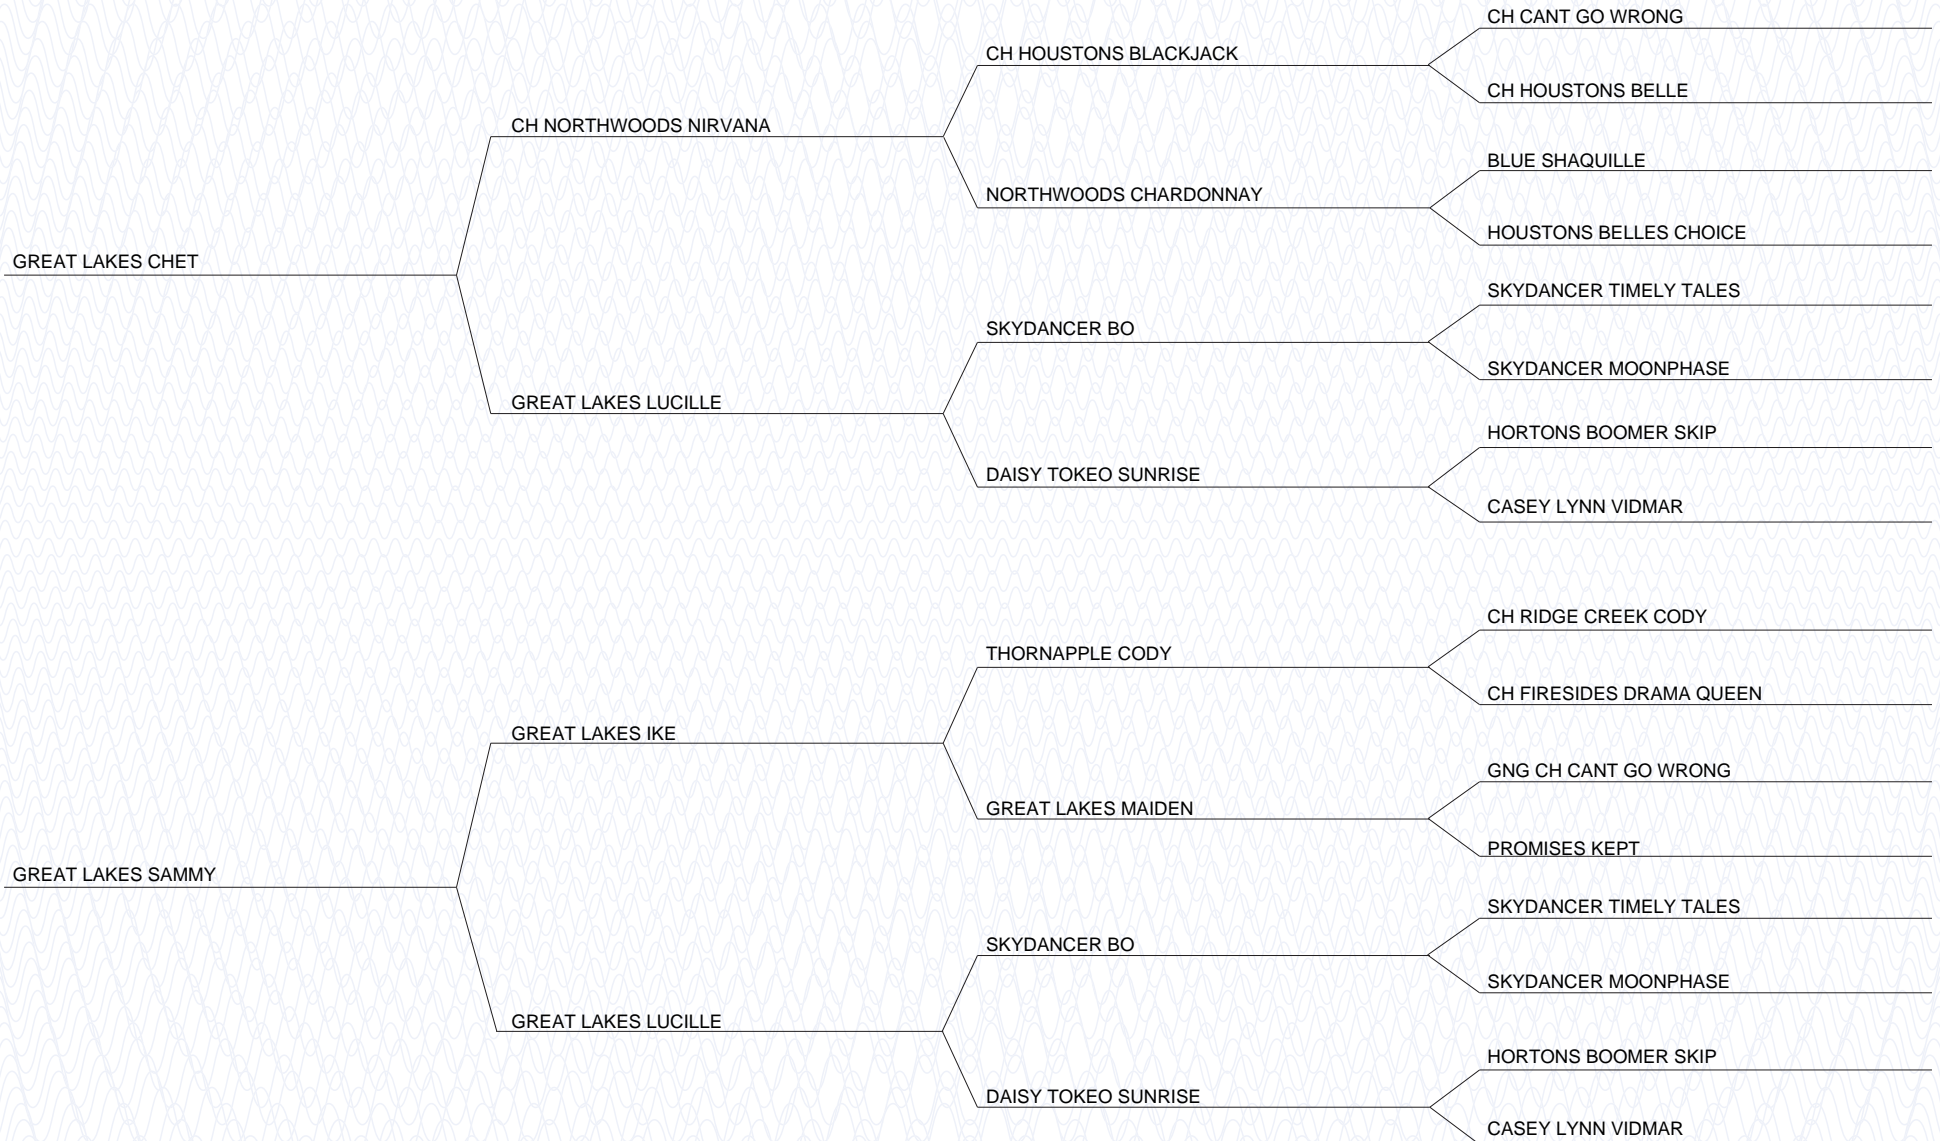 CH CANT GO WRONG
CH HOUSTONS BLACKJACK
CH HOUSTONS BELLE
CH NORTHWOODS NIRVANA
BLUE SHAQUILLE
NORTHWOODS CHARDONNAY
HOUSTONS BELLES CHOICE
GREAT LAKES CHET
SKYDANCER TIMELY TALES
SKYDANCER BO
SKYDANCER MOONPHASE
GREAT LAKES LUCILLE
HORTONS BOOMER SKIP
DAISY TOKEO SUNRISE
CASEY LYNN VIDMAR
CH RIDGE CREEK CODY
THORNAPPLE CODY
CH FIRESIDES DRAMA QUEEN
GREAT LAKES IKE
GNG CH CANT GO WRONG
GREAT LAKES MAIDEN
PROMISES KEPT
GREAT LAKES SAMMY
SKYDANCER TIMELY TALES
SKYDANCER BO
SKYDANCER MOONPHASE
GREAT LAKES LUCILLE
HORTONS BOOMER SKIP
DAISY TOKEO SUNRISE
CASEY LYNN VIDMAR